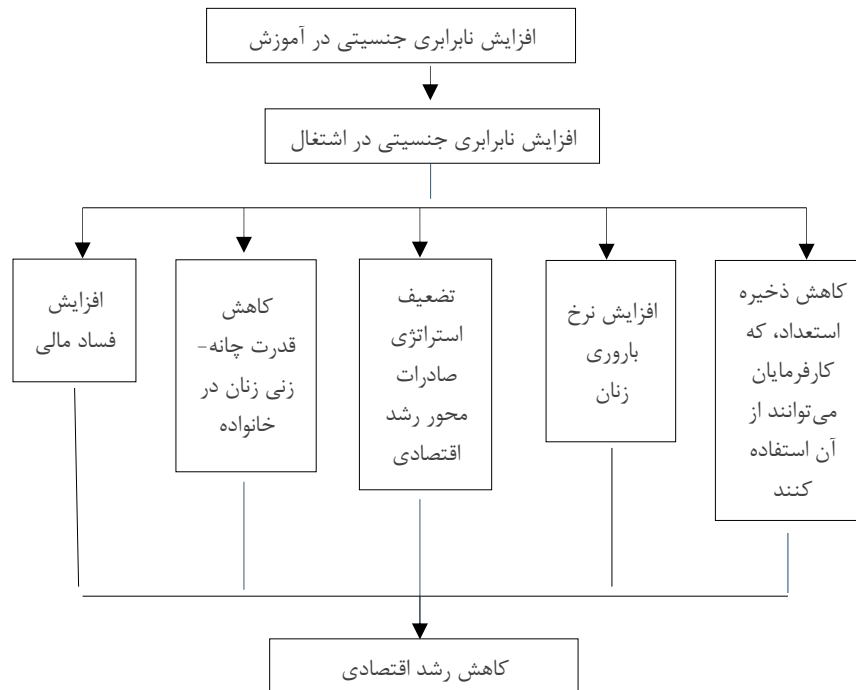 افزایش نابرابری جنسیتی در آموزش
افزایش نابرابری جنسیتی در اشتغال
کاهش ذخیره
استعداد، که
کارفرمایان
می‌توانند از
آن استفاده
کنند
افزایش نرخ
باروری
زنان
تضعیف
استراتژی
صادرات
محور رشد
اقتصادی
کاهش
قدرت چانه-
زنی زنان در
خانواده
افزایش
فساد مالی
کاهش رشد اقتصادی